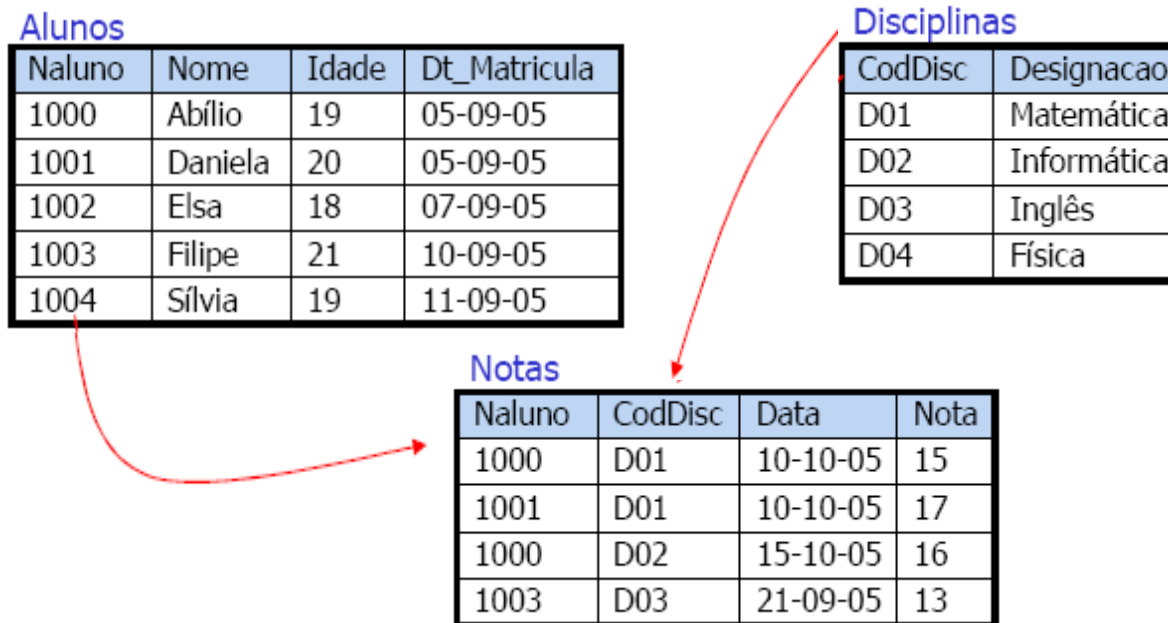 Alunos
Naluno Nome Idade Dt_Matricula
1000 Abílio 19 05-09-05
1001 Daniela 20 05-09-05
1002 Elsa 18 07-09-05
1003 Filipe 21 10-09-05
1004 Sílvia 19 11-09-05
Disciplinas
CodDisc Designacao
D01 Matemática
D02 Informática
D03 Inglês
D04 Física
Notas
Naluno CodDisc Data Nota
1000 D01 10-10-05 15
1001 D01 10-10-05 17
1000 D02 15-10-05 16
1003 D03 21-09-05 13